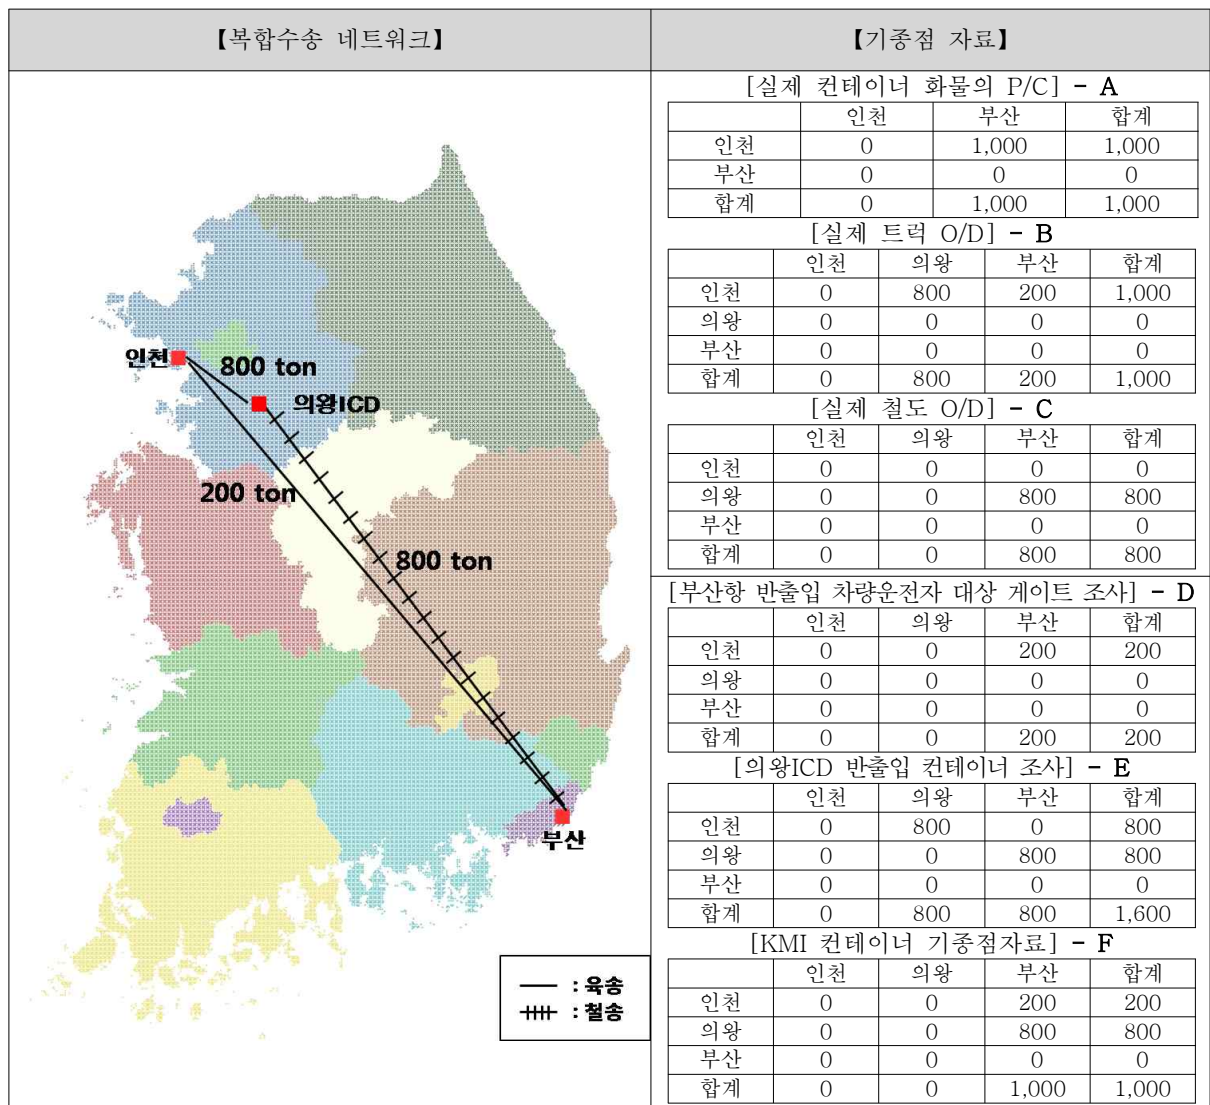 【복합수송 네트워크】
【기종점 자료】
인천
800 ton
의왕ICD
200 ton
800 ton
부산
: 육송
: 철송
[실제 컨테이너 화물의 P/C] - A
인천 부산 합계
인천 0 1,000 1,000
부산 0 0 0
합계 0 1,000 1,000
[실제 트럭 O/D] - B
인천 의왕 부산 합계
인천 0 800 200 1,000
의왕 0 0 0 0
부산 0 0 0 0
합계 0 800 200 1,000
[실제 철도 O/D] - C
인천 의왕 부산 합계
인천 0 0 0 0
의왕 0 0 800 800
부산 0 0 0 0
합계 0 0 800 800
[부산항 반출입 차량운전자 대상 게이트 조사] - D
인천 의왕 부산 합계
인천 0 0 200 200
의왕 0 0 0 0
부산 0 0 0 0
합계 0 0 200 200
[의왕ICD 반출입 컨테이너 조사] - E
인천 의왕 부산 합계
인천 0 800 0 800
의왕 0 0 800 800
부산 0 0 0 0
합계 0 800 800 1,600
[KMI 컨테이너 기종점자료] - F
인천 의왕 부산 합계
인천 0 0 200 200
의왕 0 0 800 800
부산 0 0 0 0
합계 0 0 1,000 1,000